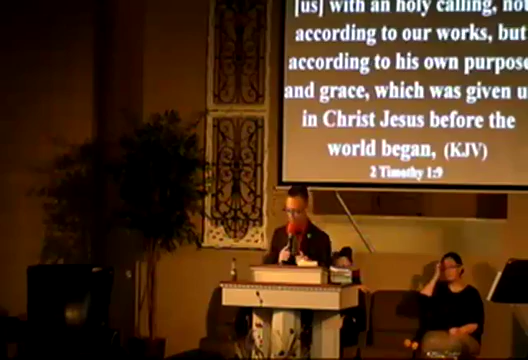 [us] with an holy calling, not
according to our works, but
according to his own purpose
and grace, which was given u
in Christ Jesus before the
world began, (KJV)
2 Timothy 1:9